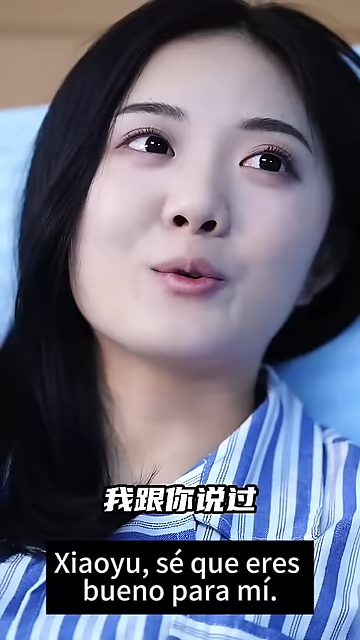 我跟你说过
Xiaoyu, sé que eres
bueno para mí.